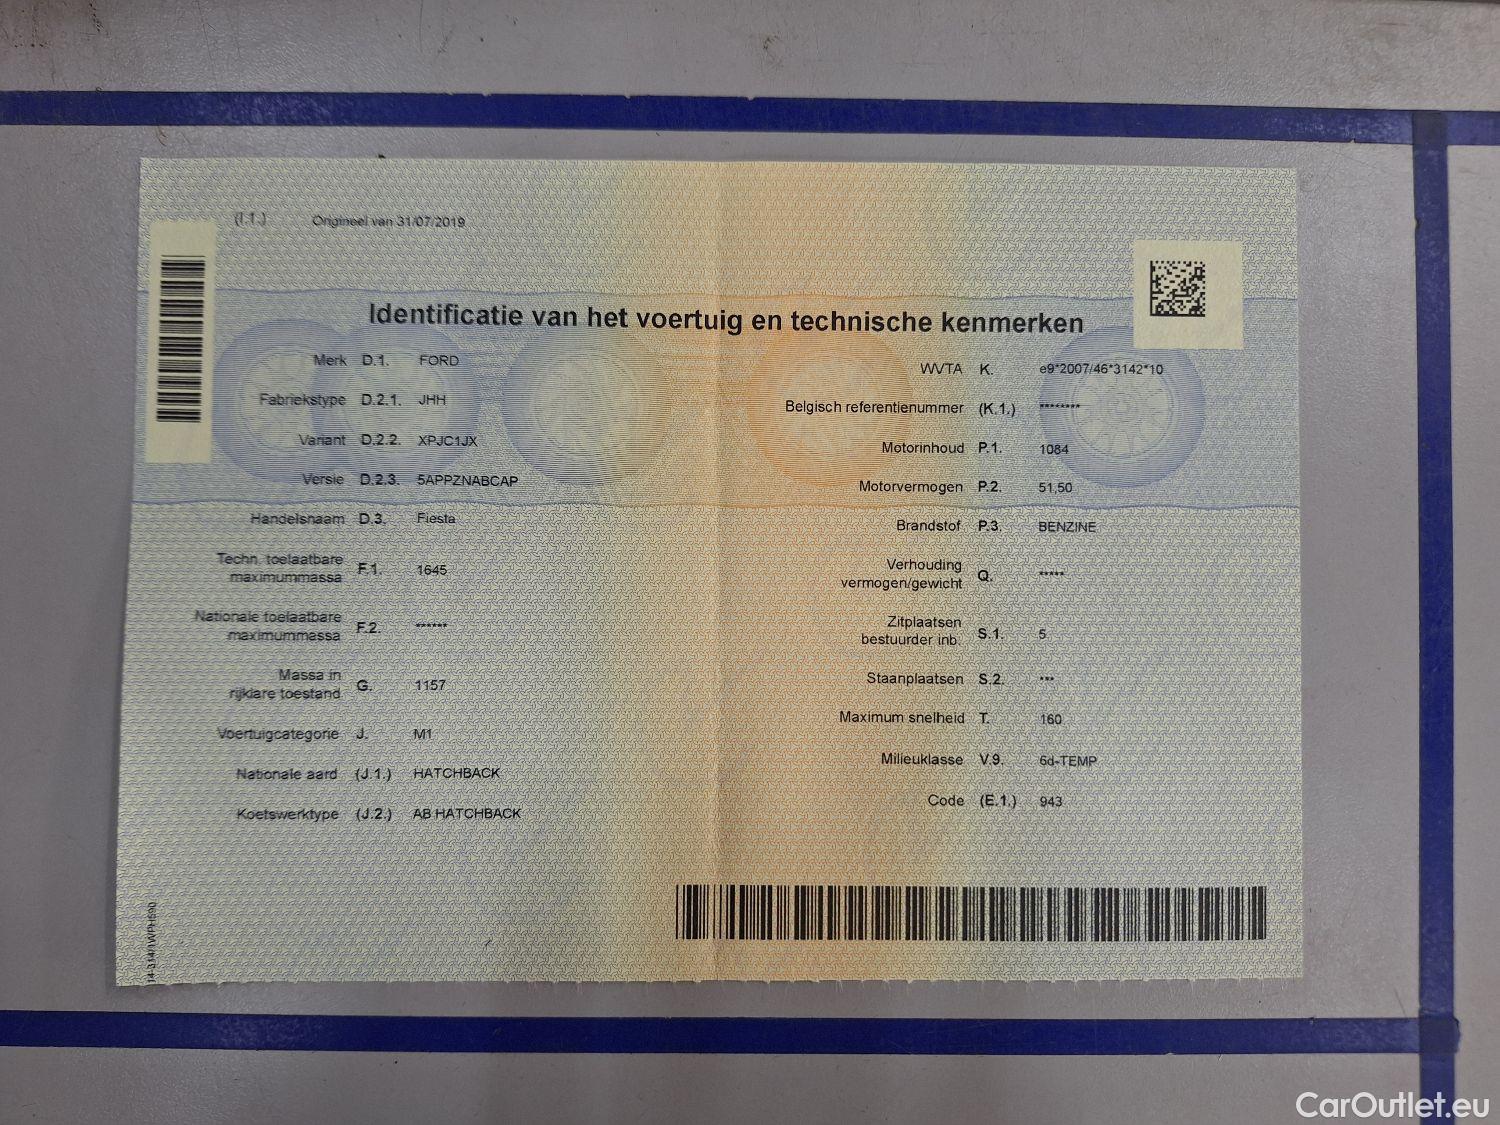 (I.1.) Origineel van 31/07/2019
Identificatie van het voertuig en technische kenmerken
Merk D.1. FORD
Fabriekstype D.2.1. JHH
Variant D.2.2. XPJC1JX
Versie D.2.3. 5APPZNABCAP
Handelsnaam D.3. Fiesta
Techn. toelaatbare
maximummassa F.1. 1645
Nationale toelaatbare
maximummassa F.2. ******
Massa in
rijklare toestand G. 1157
Voertuigcategorie J. M1
Nationale aard (J.1.) HATCHBACK
Koetswerktype (J.2.) AB HATCHBACK
WVTA K. e9*2007/46*3142*10
Belgisch referentienummer (K.1.) ********
Motorinhoud P.1. 1084
Motorvermogen P.2. 51,50
Brandstof P.3. BENZINE
Verhouding
vermogen/gewicht Q. *****
Zitplaatsen
bestuurder inb. S.1. 5
Staanplaatsen S.2. ***
Maximum snelheid T. 160
Milieuklasse V.9. 6d-TEMP
Code (E.1.) 943
CarOutlet.eu